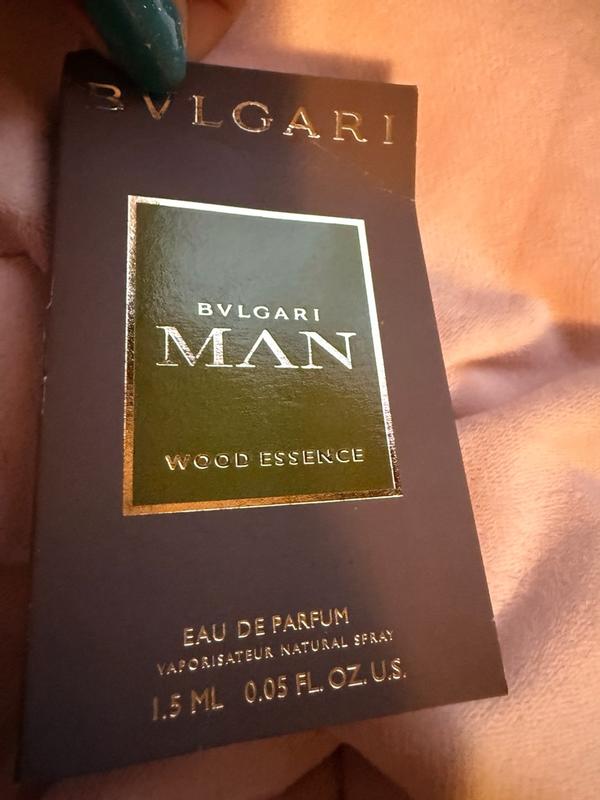 BVLGARI
BVLGARI
MAN
WOOD ESSENCE
EAU DE PARFUM
VAPORISATEUR NATURAL SPRAY
1.5 ML 0.05 FL. OZ. U.S.